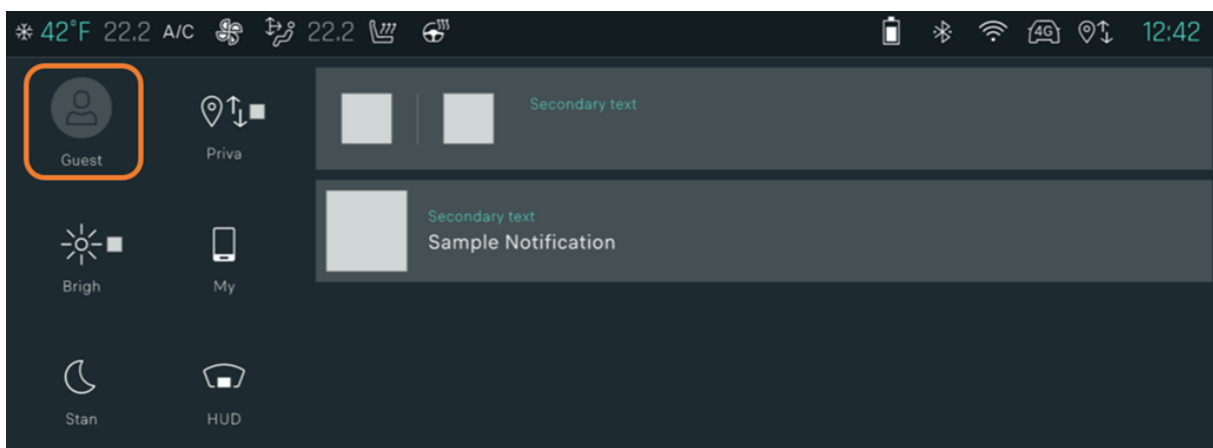 42°F 22.2 A/C 22.2 4G 12:42
Guest
Priva
Secondary text
Secondary text
Sample Notification
Brigh
My
Stan
HUD